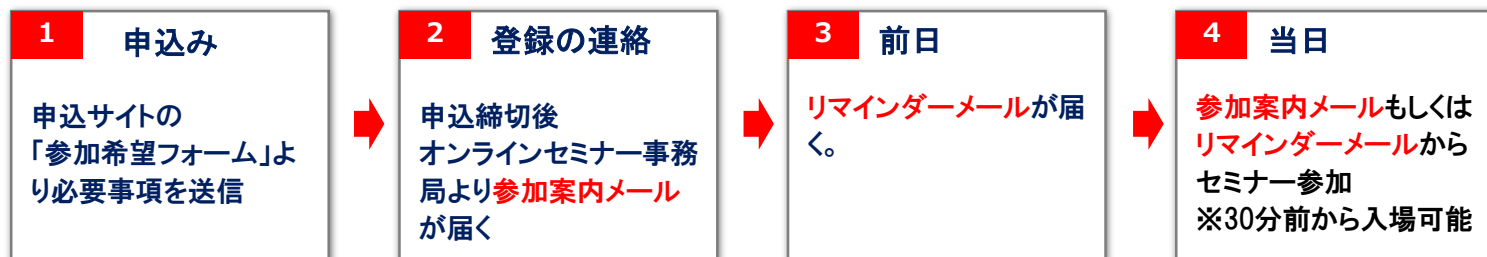 1
申込み
申込サイトの
「参加希望フォーム」よ
り必要事項を送信
2
登録の連絡
申込締切後
オンラインセミナー事務
局より参加案内メール
が届く
3
前日
リマインダーメールが届
く。
4
当日
参加案内メールもしくは
リマインダーメールから
セミナー参加
※30分前から入場可能